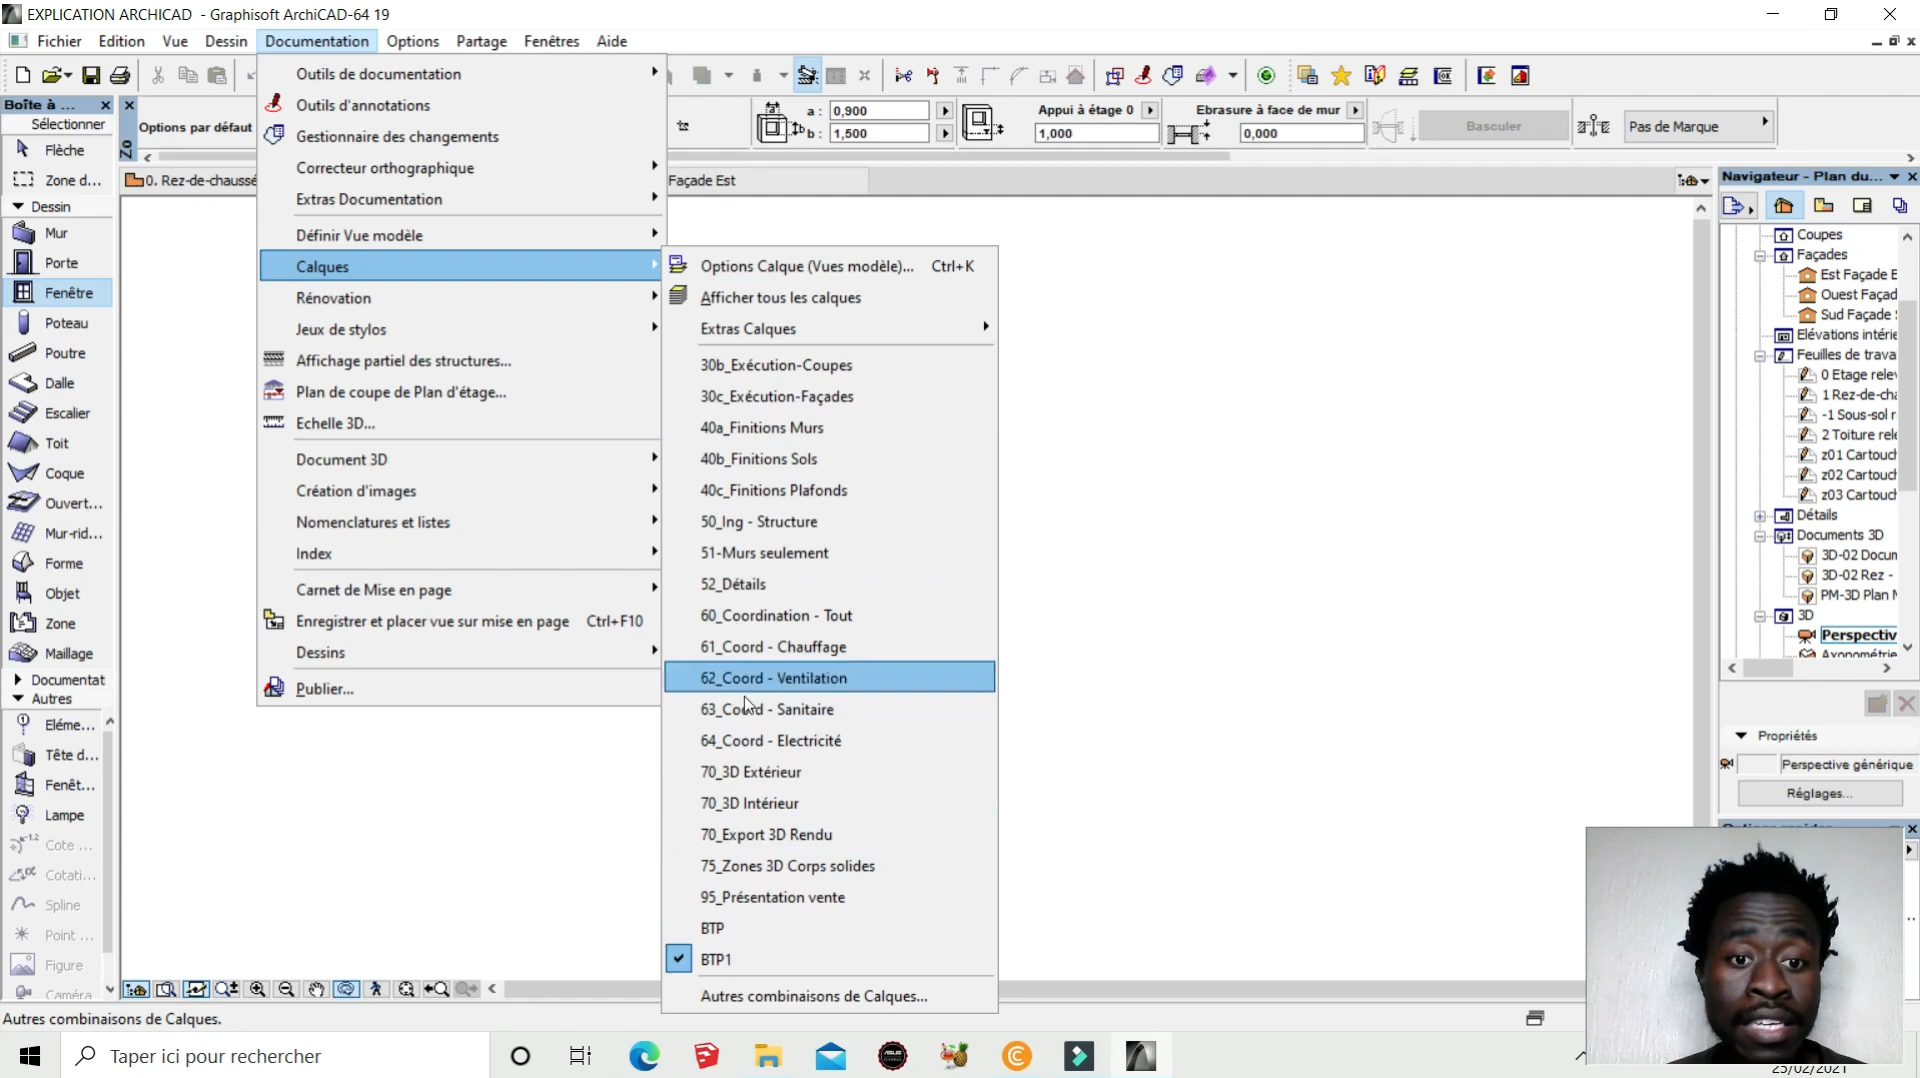 EXPLICATION ARCHICAD - Graphisoft ArchiCAD-64 19
Fichier Edition Vue Dessin Documentation Options Partage Fenêtres Aide
Boîte à ...
Sélectionner
Flèche
Zone d...
Dessin
Mur
Porte
Fenêtre
Poteau
Poutre
Dalle
Escalier
Toit
Coque
Ouvert...
Mur-rid...
Forme
Objet
Zone
Maillage
Documentat
Autres
Eléme...
Tête d...
Fenêt...
Lampe
Cote ...
Cotati...
Spline
Point ...
Figure
Caméra
Options par défaut
0. Rez-de-chaussé
Outils de documentation
Outils d'annotations
Gestionnaire des changements
Correcteur orthographique
Extras Documentation
Définir Vue modèle
Calques
Rénovation
Jeux de stylos
Affichage partiel des structures...
Plan de coupe de Plan d'étage...
Echelle 3D...
Document 3D
Création d'images
Nomenclatures et listes
Index
Carnet de Mise en page
Enregistrer et placer vue sur mise en page Ctrl+F10
Dessins
Publier...
Options Calque (Vues modèle)... Ctrl+K
Afficher tous les calques
Extras Calques
30b_Exécution-Coupes
30c_Exécution-Façades
40a_Finitions Murs
40b_Finitions Sols
40c_Finitions Plafonds
50_Ing - Structure
51-Murs seulement
52_Détails
60_Coordination - Tout
61_Coord - Chauffage
62_Coord - Ventilation
63_Coord - Sanitaire
64_Coord - Electricité
70_3D Extérieur
70_3D Intérieur
70_Export 3D Rendu
75_Zones 3D Corps solides
95_Présentation vente
BTP
BTP1
Autres combinaisons de Calques...
a : 0,900
b : 1,500
Appui à étage 0
1,000
Ebrasure à face de mur
0,000
Basculer
Pas de Marque
Façade Est
Navigateur - Plan du...
Coupes
Façades
Est Façade E
Ouest Façad
Sud Façade
Elévations intérie
Feuilles de trava
0 Etage relev
1 Rez-de-cha
-1 Sous-sol r
2 Toiture rele
z01 Cartouch
z02 Cartouch
z03 Cartouch
Détails
Documents 3D
3D-02 Docum
3D-02 Rez -
PM-3D Plan
3D
Perspectiv
Axonométrie
Propriétés
Perspective générique
Réglages...
Autres combinaisons de Calques.
Taper ici pour rechercher
25/02/2021